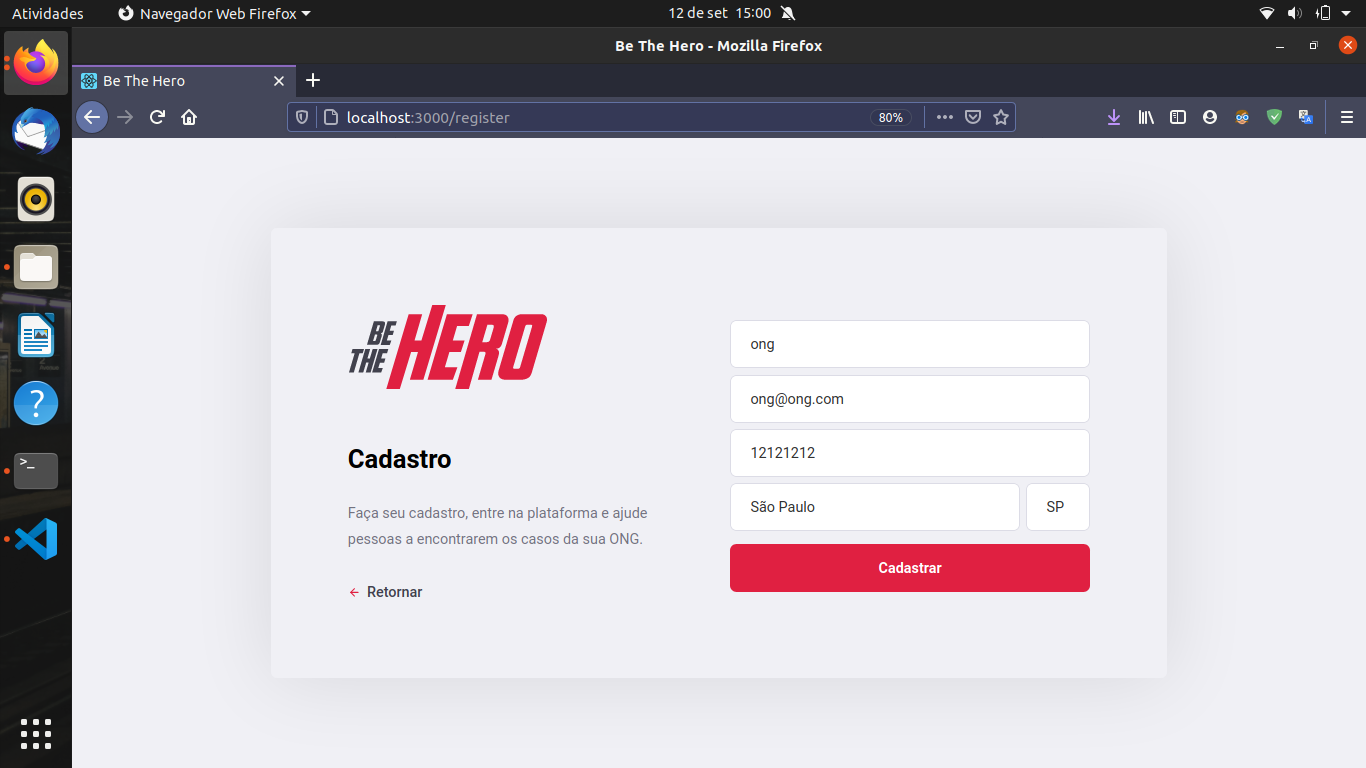 Atividades
Navegador Web Firefox
12 de set 15:00
Be The Hero - Mozilla Firefox
Be The Hero
localhost:3000/register
80%
BE
THE HERO
ong
ong@ong.com
12121212
São Paulo
SP
Cadastrar
Cadastro
Faça seu cadastro, entre na plataforma e ajude
pessoas a encontrarem os casos da sua ONG.
Retornar